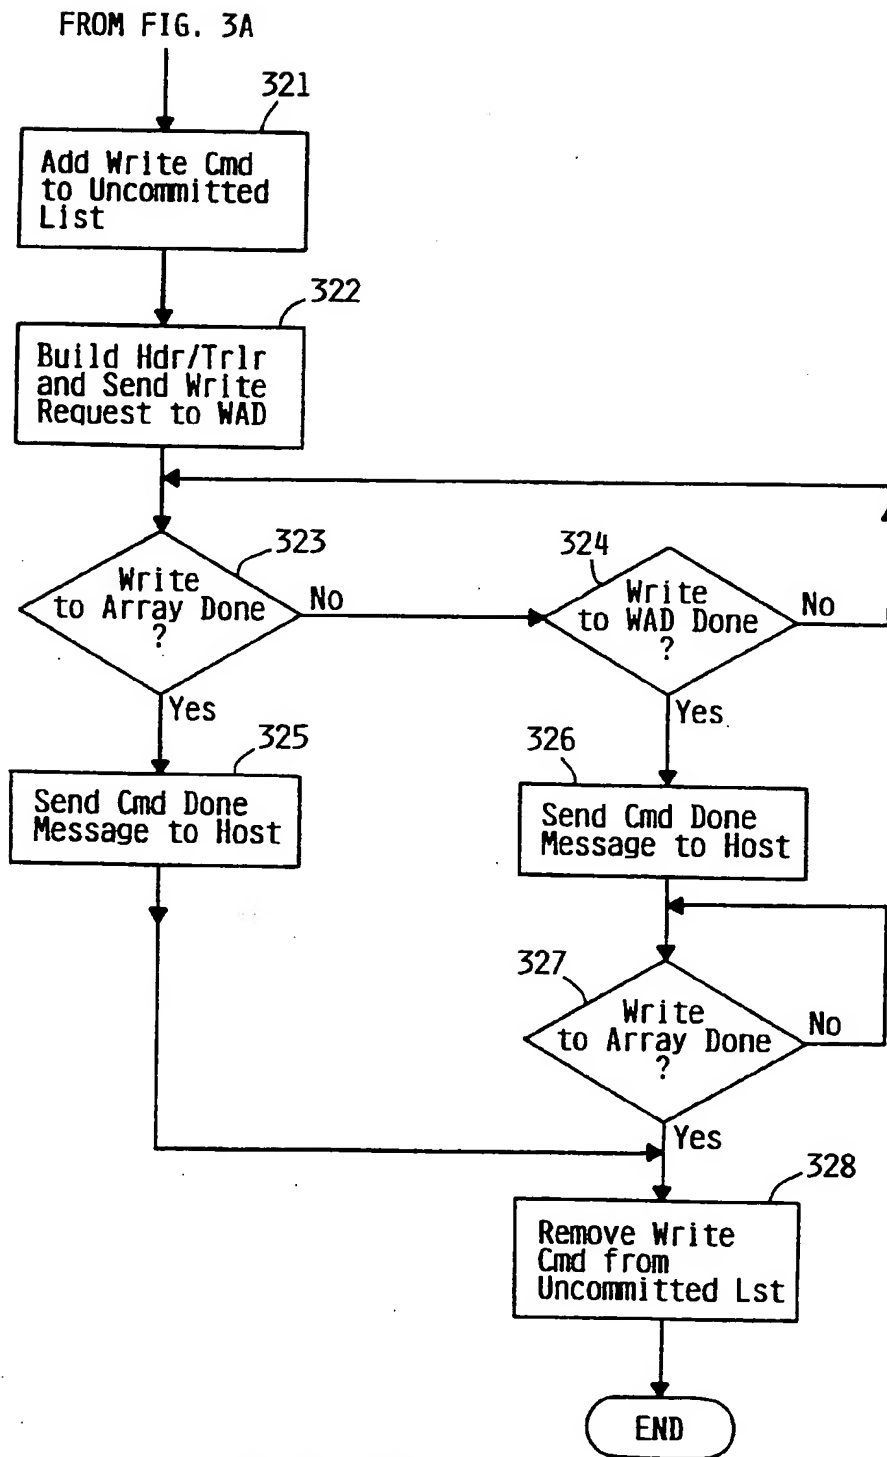 FROM FIG. 3A
321
Add Write Cmd
to Uncommitted
List
322
Build Hdr/Trlr
and Send Write
Request to WAD
323
Write
to Array Done
?
No
Yes
324
Write
to WAD Done
?
No
Yes
325
Send Cmd Done
Message to Host
326
Send Cmd Done
Message to Host
327
Write
to Array Done
?
No
Yes
328
Remove Write
Cmd from
Uncommitted Lst
END